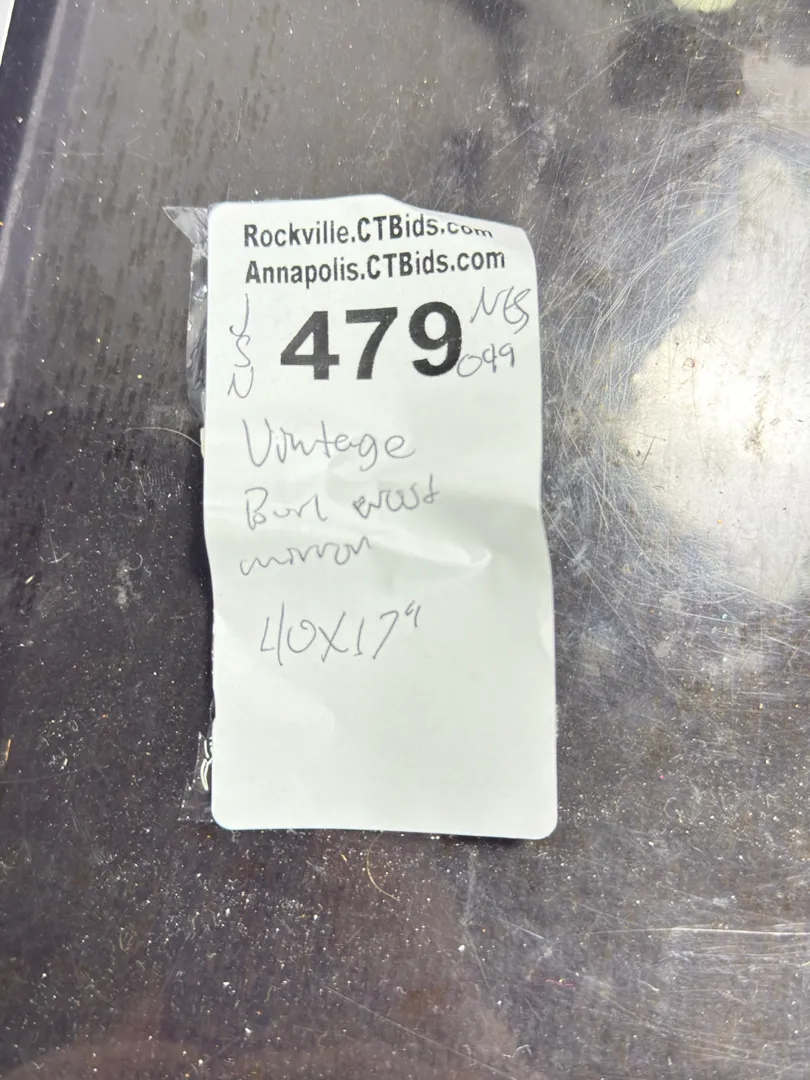 Rockville.CTBids.com
Annapolis.CTBids.com
JSN
479
NES
049
Vintage
Burl wood
mirror
40X17"